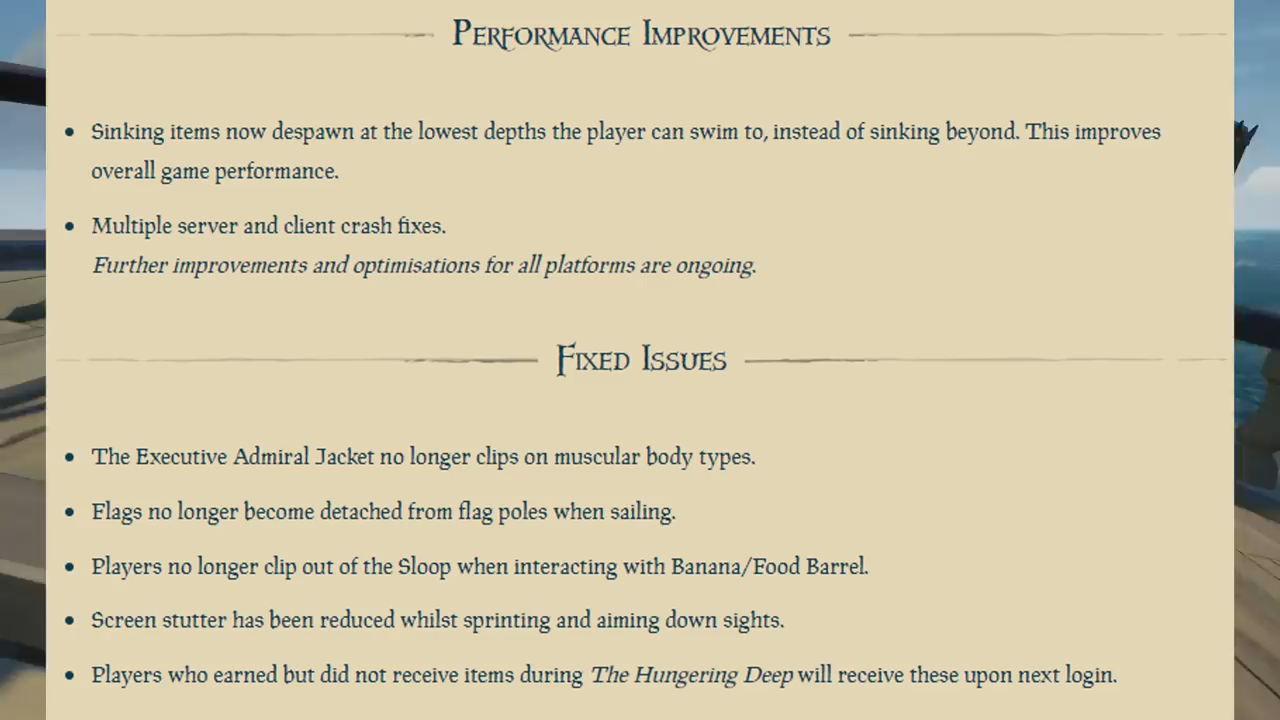 Performance Improvements
• Sinking items now despawn at the lowest depths the player can swim to, instead of sinking beyond. This improves
overall game performance.
• Multiple server and client crash fixes.
Further improvements and optimisations for all platforms are ongoing.
Fixed Issues
• The Executive Admiral Jacket no longer clips on muscular body types.
• Flags no longer become detached from flag poles when sailing.
• Players no longer clip out of the Sloop when interacting with Banana/Food Barrel.
• Screen stutter has been reduced whilst sprinting and aiming down sights.
• Players who earned but did not receive items during The Hungering Deep will receive these upon next login.